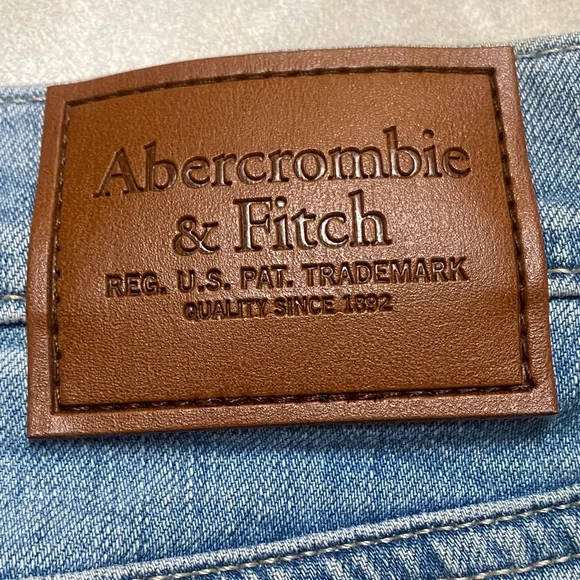 Abercrombie
& Fitch
REG. U.S. PAT. TRADEMARK
QUALITY SINCE 1892